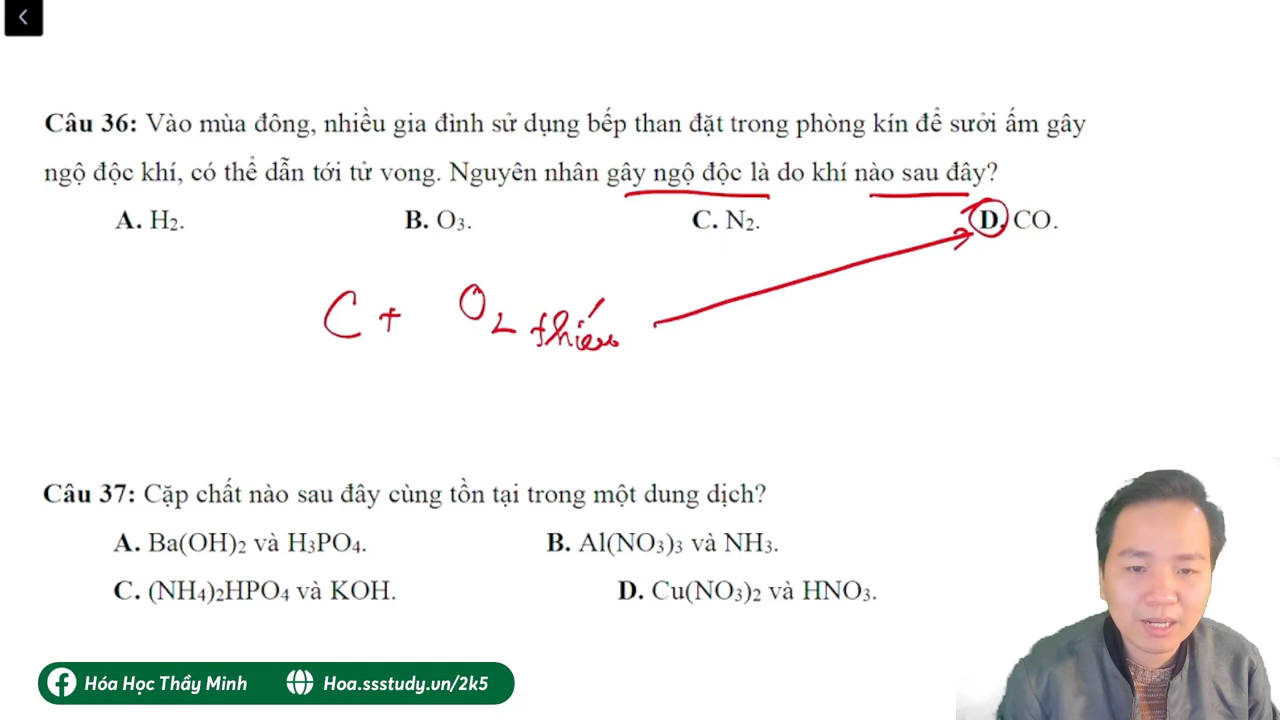 Câu 36: Vào mùa đông, nhiều gia đình sử dụng bếp than đặt trong phòng kín để sưởi ấm gây
ngộ độc khí, có thể dẫn tới tử vong. Nguyên nhân gây ngộ độc là do khí nào sau đây?
A. H₂. B. O₃. C. N₂. D. CO.
C + O₂ thiếu
Câu 37: Cặp chất nào sau đây cùng tồn tại trong một dung dịch?
A. Ba(OH)₂ và H₃PO₄. B. Al(NO₃)₃ và NH₃.
C. (NH₄)₂HPO₄ và KOH. D. Cu(NO₃)₂ và HNO₃.
Hóa Học Thầy Minh Hoa.ssstudy.vn/2k5